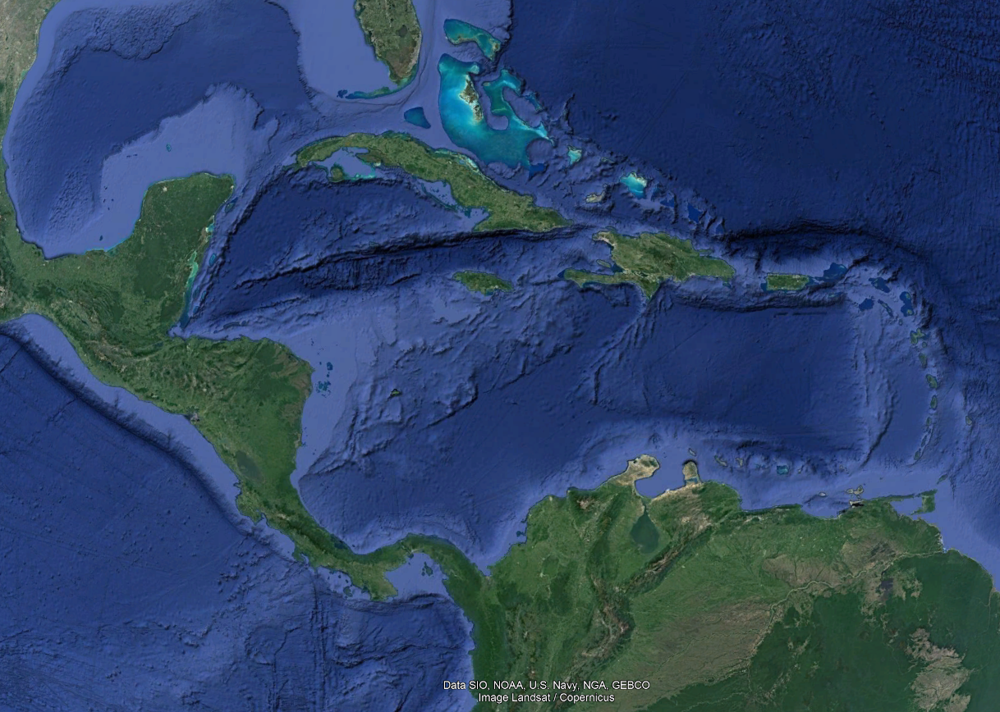 Data SIO, NOAA, U.S. Navy, NGA, GEBCO
Image Landsat / Copernicus